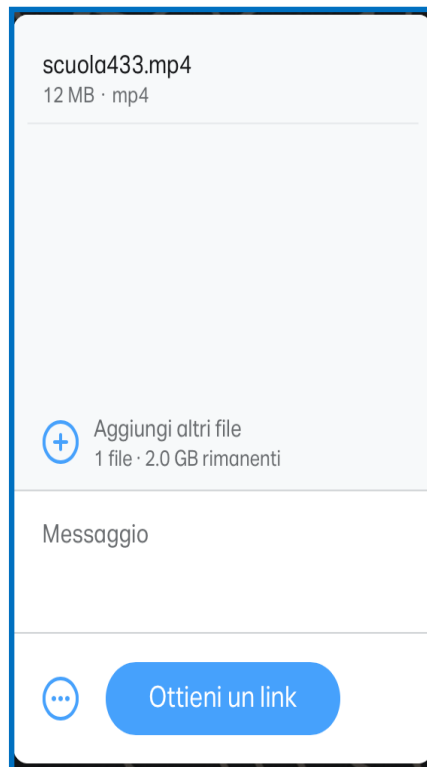 scuola433.mp4
12 MB · mp4
Aggiungi altri file
1 file · 2.0 GB rimanenti
Messaggio
Ottieni un link